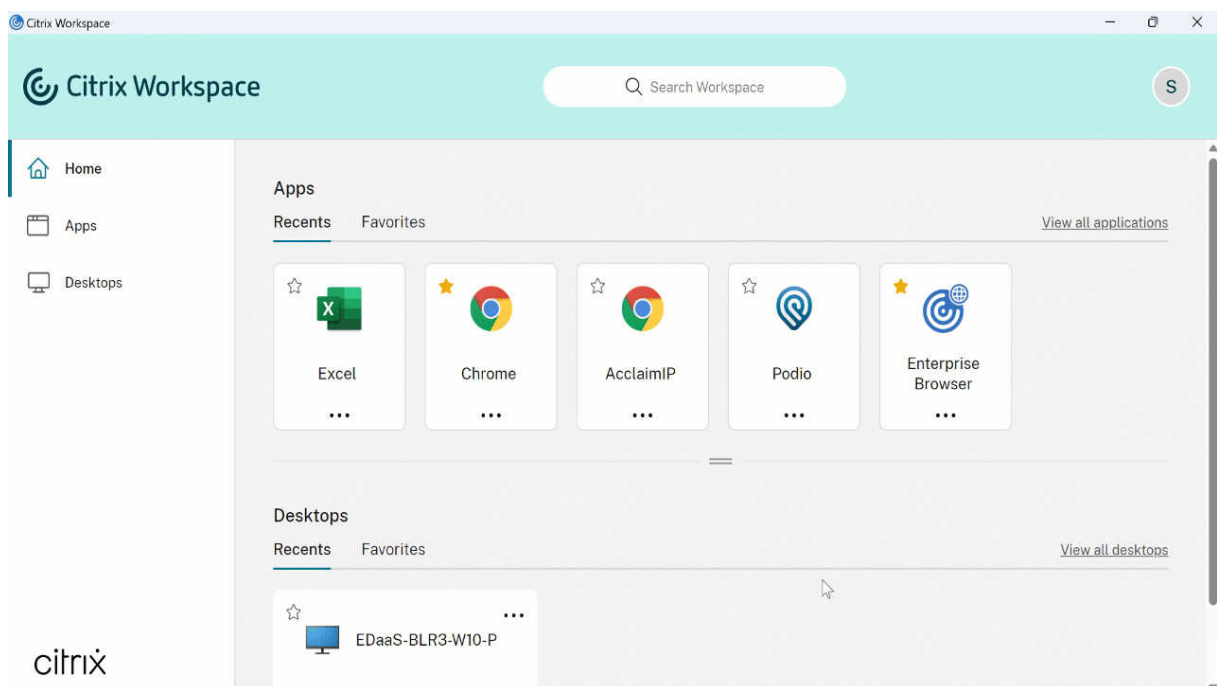 Citrix Workspace
Citrix Workspace
Search Workspace
S
Home
Apps
Desktops
Apps
Recents Favorites View all applications
X
Excel
Chrome
AcclaimIP
Podio
Enterprise
Browser
Desktops
Recents Favorites View all desktops
EDaaS-BLR3-W10-P
citrix